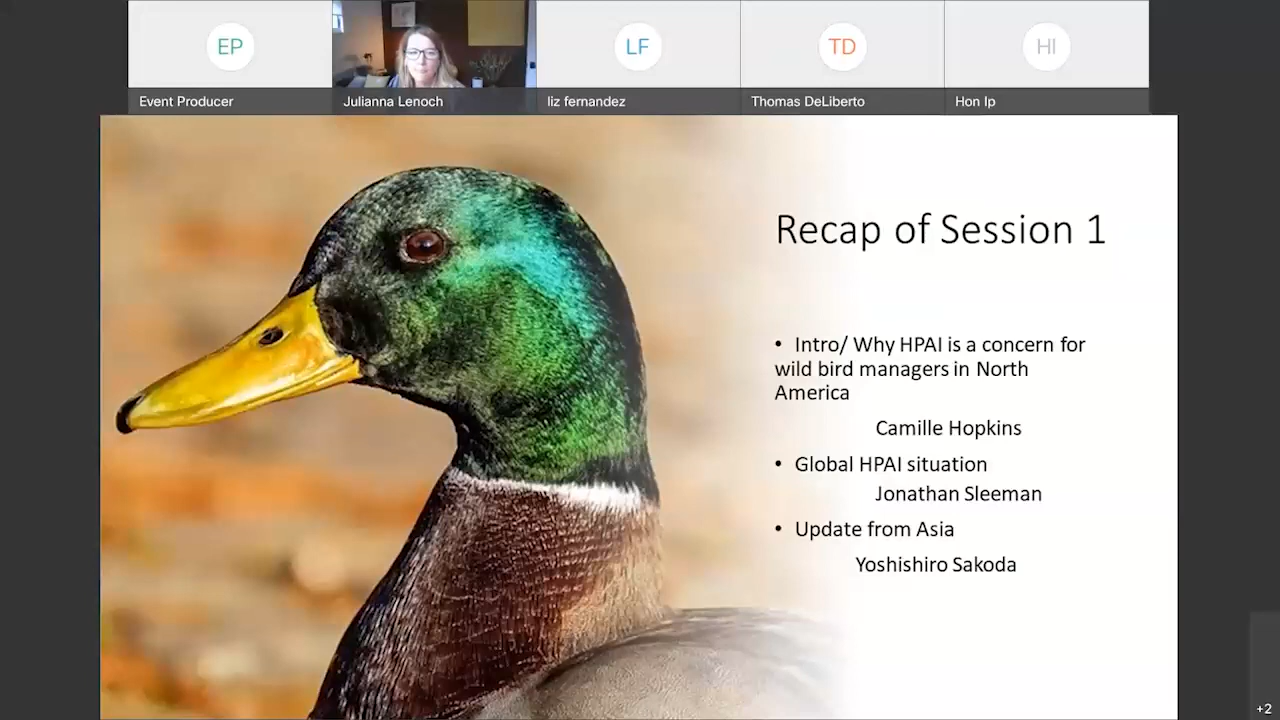 EP
LF
TD
HI
Event Producer
Julianna Lenoch
liz fernandez
Thomas DeLiberto
Hon Ip
Recap of Session 1
• Intro/ Why HPAI is a concern for
wild bird managers in North
America
Camille Hopkins
• Global HPAI situation
Jonathan Sleeman
• Update from Asia
Yoshishiro Sakoda
+2